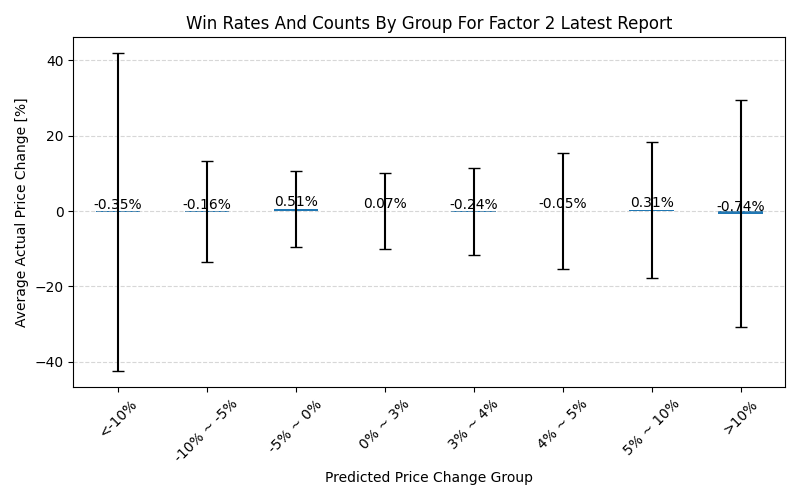 Win Rates And Counts By Group For Factor 2 Latest Report
Average Actual Price Change [%]
40
20
0
−20
−40
-0.35%
-0.16%
0.51%
0.07%
-0.24%
-0.05%
0.31%
-0.74%
<-10%
-10% ~ -5%
-5% ~ 0%
0% ~ 3%
3% ~ 4%
4% ~ 5%
5% ~ 10%
>10%
Predicted Price Change Group